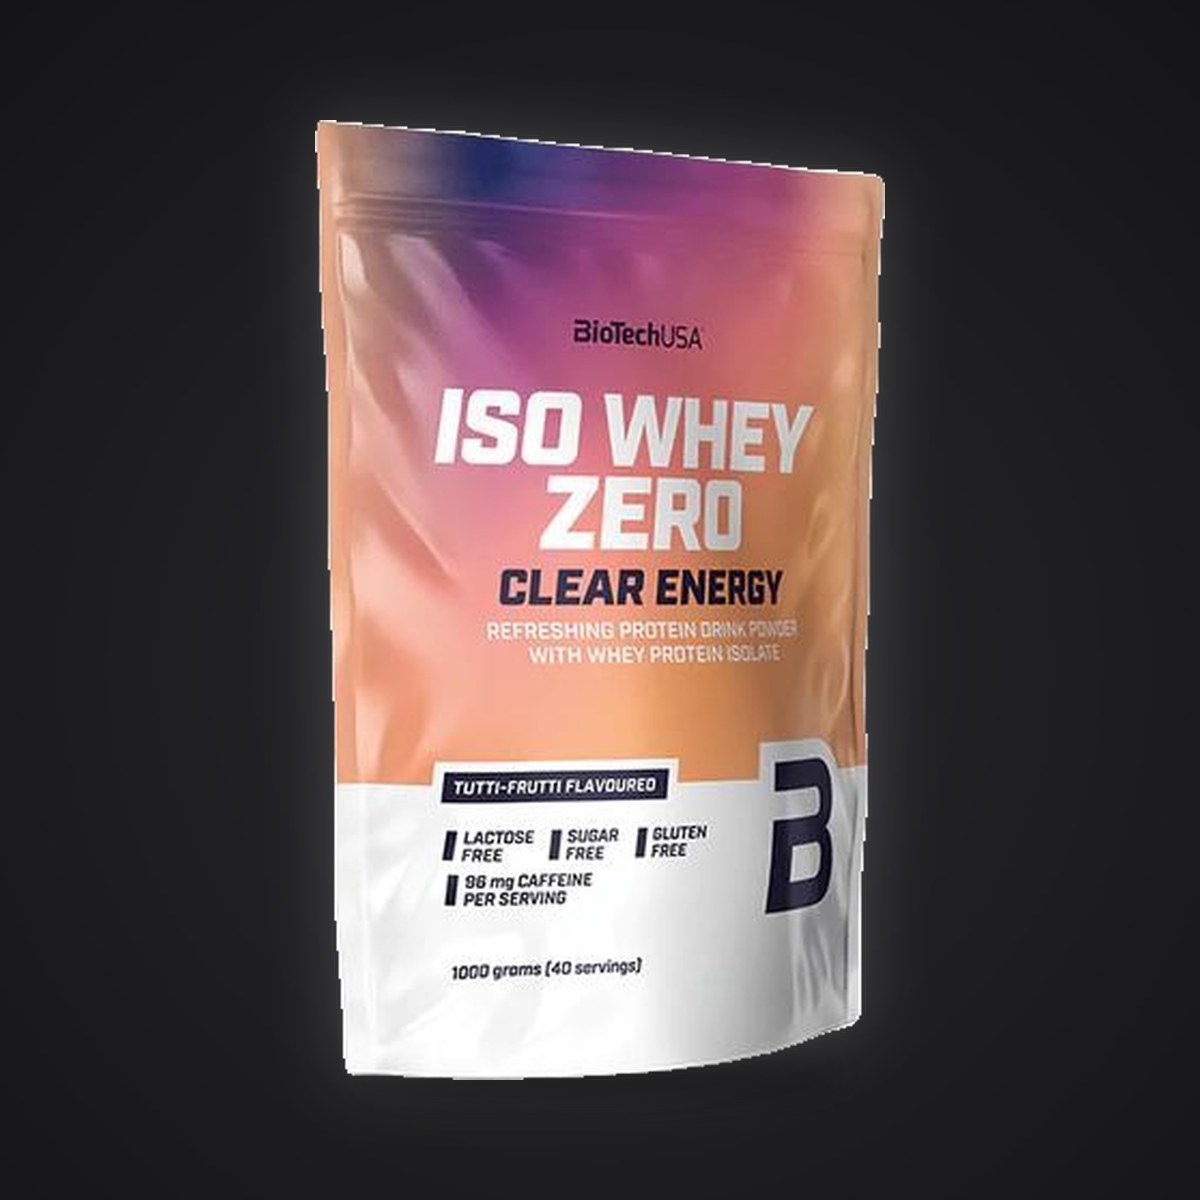 BioTechUSA
ISO WHEY
ZERO
CLEAR ENERGY
REFRESHING PROTEIN DRINK POWDER
WITH WHEY PROTEIN ISOLATE
B
TUTTI-FRUTTI FLAVOURED
LACTOSE FREE
SUGAR FREE
GLUTEN FREE
96 mg CAFFEINE
PER SERVING
1000 grams (40 servings)